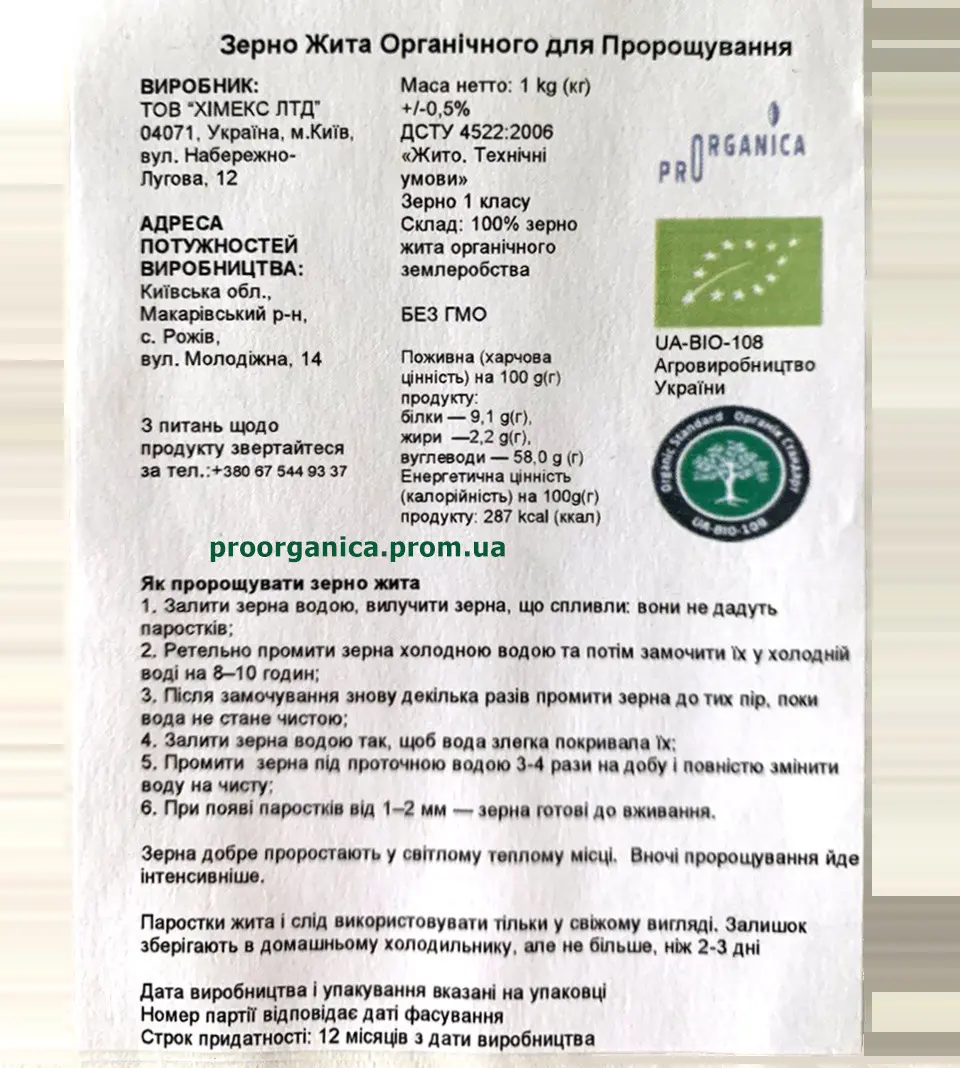 Зерно Жита Органічного для Пророщування
ВИРОБНИК:
ТОВ "ХІМЕКС ЛТД"
04071, Україна, м.Київ,
вул. Набережно-
Лугова, 12
АДРЕСА
ПОТУЖНОСТЕЙ
ВИРОБНИЦТВА:
Київська обл.,
Макарівський р-н,
с. Рожів,
вул. Молодіжна, 14
З питань щодо
продукту звертайтеся
за тел.:+380 67 544 93 37
Маса нетто: 1 kg (кг)
+/-0,5%
ДСТУ 4522:2006
«Жито. Технічні
умови»
Зерно 1 класу
Склад: 100% зерно
жита органічного
землеробства
БЕЗ ГМО
Поживна (харчова
цінність) на 100 g(г)
продукту:
білки — 9,1 g(г),
жири —2,2 g(г),
вуглеводи — 58,0 g (г)
Енергетична цінність
(калорійність) на 100g(г)
продукту: 287 kcal (ккал)
PRORGANICA
UA-BIO-108
Агровиробництво
України
Organic Standard Органік Стандарт
UA-BIO-108
proorganica.prom.ua
Як пророщувати зерно жита
1. Залити зерна водою, вилучити зерна, що спливли: вони не дадуть
паростків;
2. Ретельно промити зерна холодною водою та потім замочити їх у холодній
воді на 8–10 годин;
3. Після замочування знову декілька разів промити зерна до тих пір, поки
вода не стане чистою;
4. Залити зерна водою так, щоб вода злегка покривала їх;
5. Промити зерна під проточною водою 3-4 рази на добу і повністю змінити
воду на чисту;
6. При появі паростків від 1–2 мм — зерна готові до вживання.
Зерна добре проростають у світлому теплому місці. Вночі пророщування йде
інтенсивніше.
Паростки жита і слід використовувати тільки у свіжому вигляді. Залишок
зберігають в домашньому холодильнику, але не більше, ніж 2-3 дні
Дата виробництва і упакування вказані на упаковці
Номер партії відповідає даті фасування
Строк придатності: 12 місяців з дати виробництва